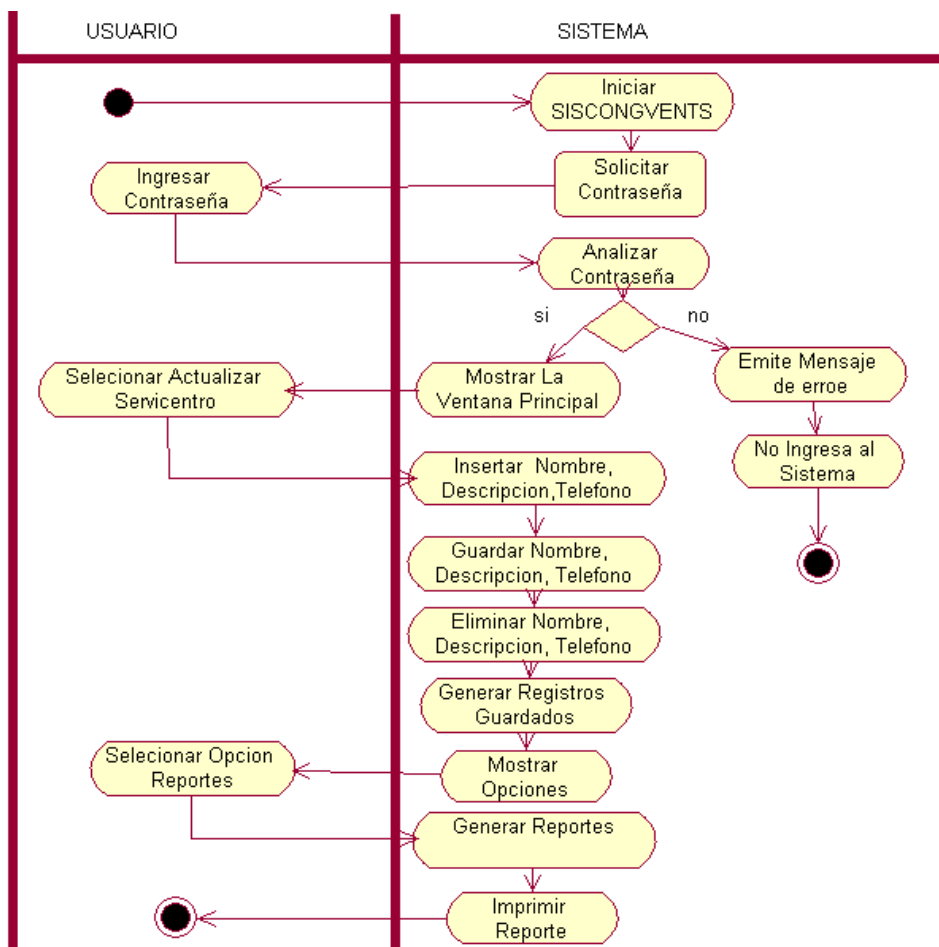 USUARIO
SISTEMA
Iniciar
SISCONGVENTS
Solicitar
Contraseña
Ingresar
Contraseña
Analizar
Contraseña
si
no
Emite Mensaje
de erroe
Selecionar Actualizar
Servicentro
Mostrar La
Ventana Principal
No Ingresa al
Sistema
Insertar Nombre,
Descripcion,Telefono
Guardar Nombre,
Descripcion, Telefono
Eliminar Nombre,
Descripcion, Telefono
Generar Registros
Guardados
Selecionar Opcion
Reportes
Mostrar
Opciones
Generar Reportes
Imprimir
Reporte